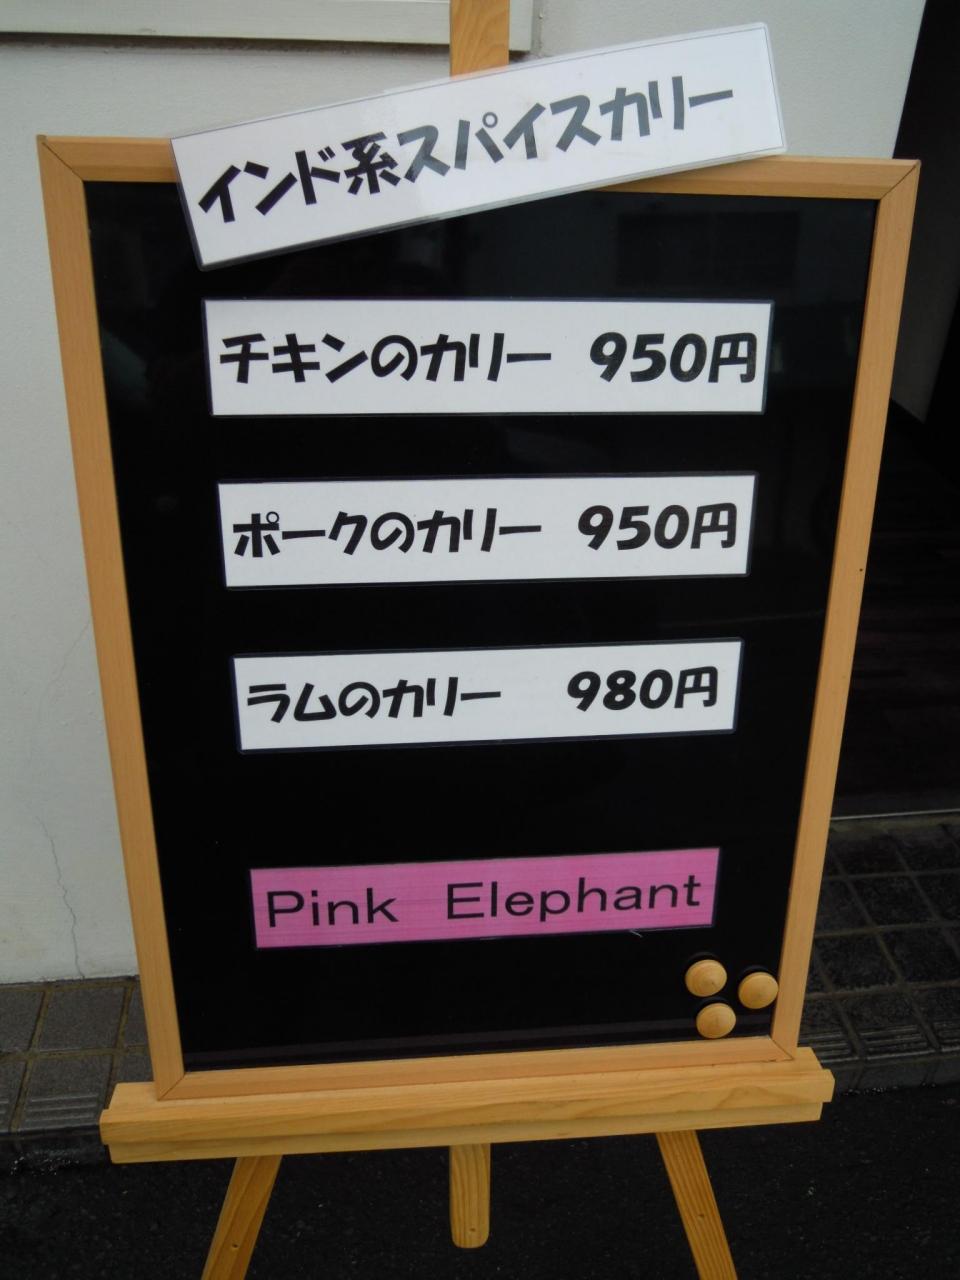 インド系スパイスカリー
チキンのカリー 950円
ポークのカリー 950円
ラムのカリー 980円
Pink Elephant